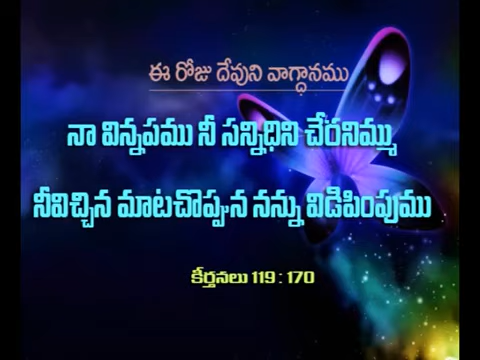 ఈ రోజు దేవుని వాగ్దానము
నా విన్నపము నీ సన్నిధిని చేరనిమ్ము
నీవిచ్చిన మాటచొప్పున నన్ను విడిపింపుము
కీర్తనలు 119 : 170